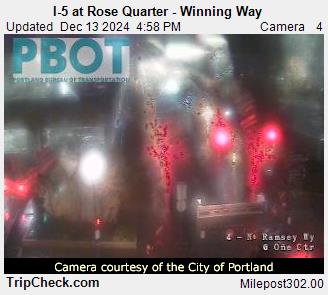 I-5 at Rose Quarter - Winning Way
Updated Dec 13 2024 4:58 PM Camera 4
PBOT
PORTLAND BUREAU OF TRANSPORTATION
4 - N Ramsey Wy
@ One Ctr
Camera courtesy of the City of Portland
TripCheck.com Milepost302.00